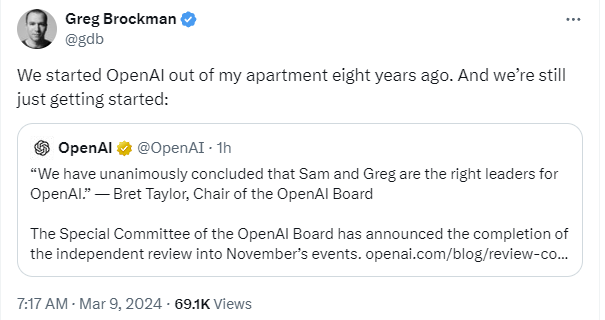 Greg Brockman
@gdb
We started OpenAI out of my apartment eight years ago. And we’re still
just getting started:
OpenAI @OpenAI · 1h
“We have unanimously concluded that Sam and Greg are the right leaders for
OpenAI.” — Bret Taylor, Chair of the OpenAI Board
The Special Committee of the OpenAI Board has announced the completion of
the independent review into November’s events. openai.com/blog/review-co...
7:17 AM · Mar 9, 2024 · 69.1K Views